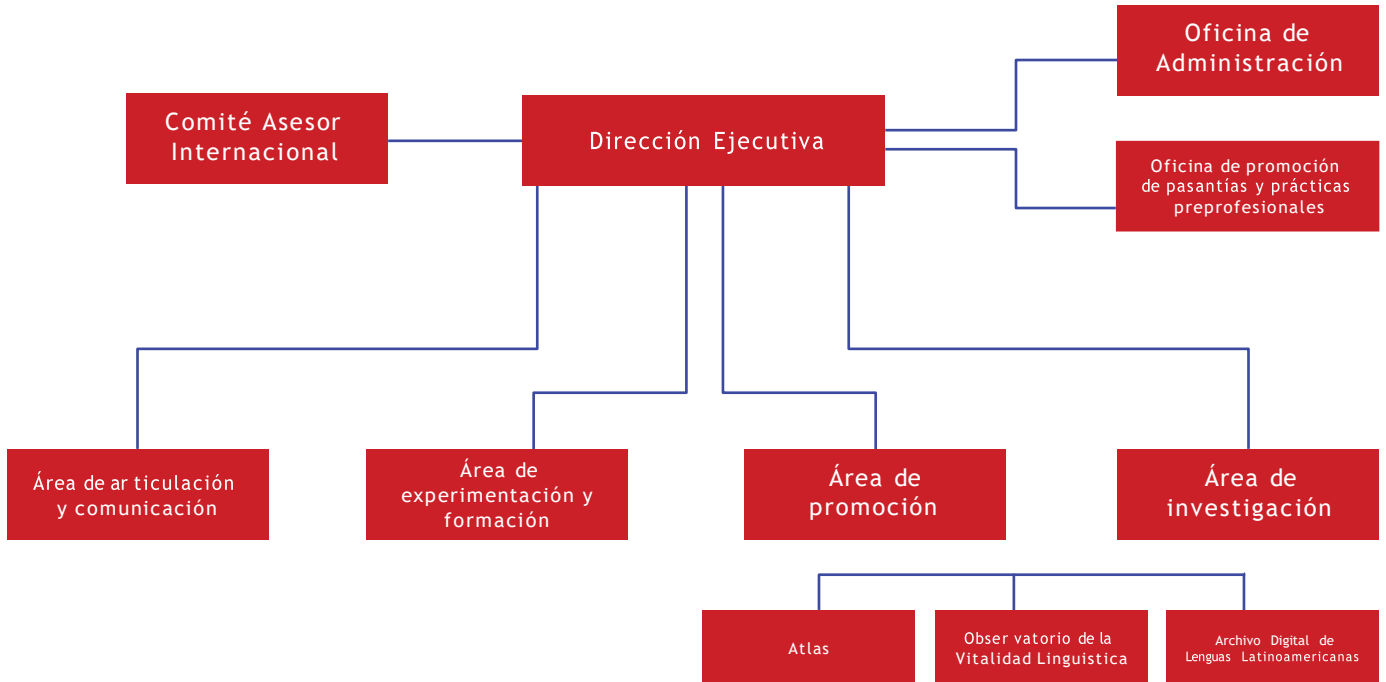 Oficina de
Administración
Comité Asesor
Internacional
Dirección Ejecutiva
Oficina de promoción
de pasantías y prácticas
preprofesionales
Área de ar ticulación
y comunicación
Área de
experimentación y
formación
Área de
promoción
Área de
investigación
Atlas
Obser vatorio de la
Vitalidad Linguistica
Archivo Digital de
Lenguas Latinoamericanas